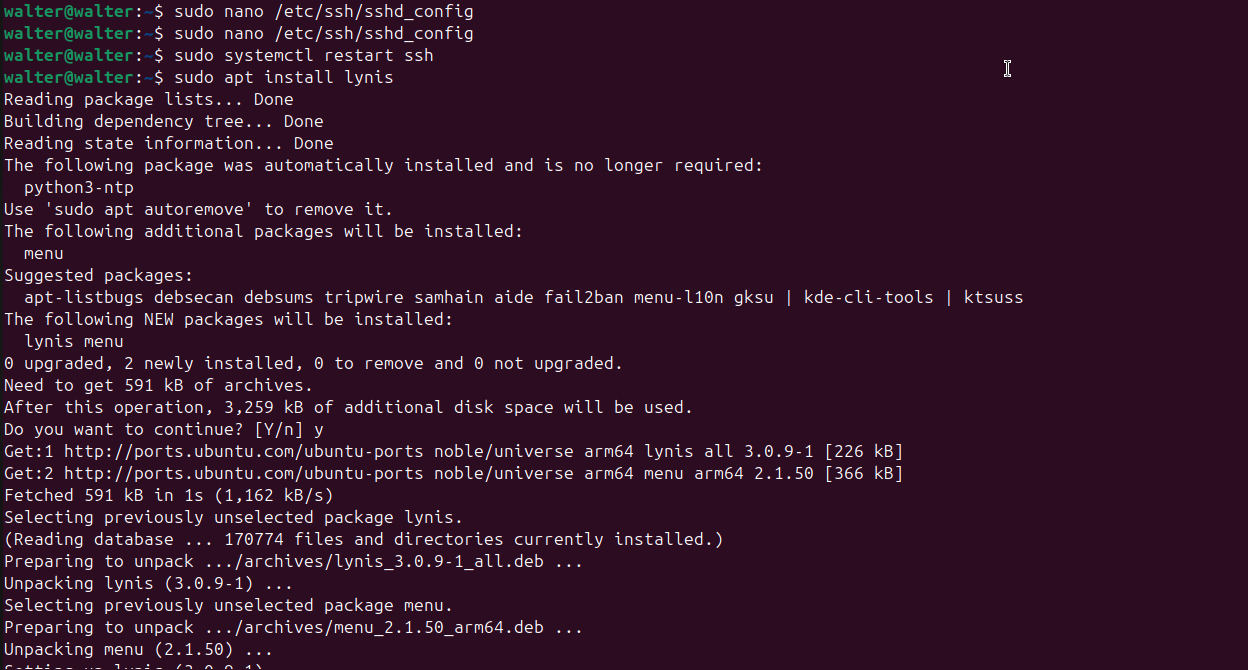 walter@walter:~$ sudo nano /etc/ssh/sshd_config
walter@walter:~$ sudo nano /etc/ssh/sshd_config
walter@walter:~$ sudo systemctl restart ssh
walter@walter:~$ sudo apt install lynis
Reading package lists... Done
Building dependency tree... Done
Reading state information... Done
The following package was automatically installed and is no longer required:
  python3-ntp
Use 'sudo apt autoremove' to remove it.
The following additional packages will be installed:
  menu
Suggested packages:
  apt-listbugs debsecan debsums tripwire samhain aide fail2ban menu-l10n gksu | kde-cli-tools | ktsuss
The following NEW packages will be installed:
  lynis menu
0 upgraded, 2 newly installed, 0 to remove and 0 not upgraded.
Need to get 591 kB of archives.
After this operation, 3,259 kB of additional disk space will be used.
Do you want to continue? [Y/n] y
Get:1 http://ports.ubuntu.com/ubuntu-ports noble/universe arm64 lynis all 3.0.9-1 [226 kB]
Get:2 http://ports.ubuntu.com/ubuntu-ports noble/universe arm64 menu arm64 2.1.50 [366 kB]
Fetched 591 kB in 1s (1,162 kB/s)
Selecting previously unselected package lynis.
(Reading database ... 170774 files and directories currently installed.)
Preparing to unpack .../archives/lynis_3.0.9-1_all.deb ...
Unpacking lynis (3.0.9-1) ...
Selecting previously unselected package menu.
Preparing to unpack .../archives/menu_2.1.50_arm64.deb ...
Unpacking menu (2.1.50) ...
Setting up lynis (3.0.9-1)